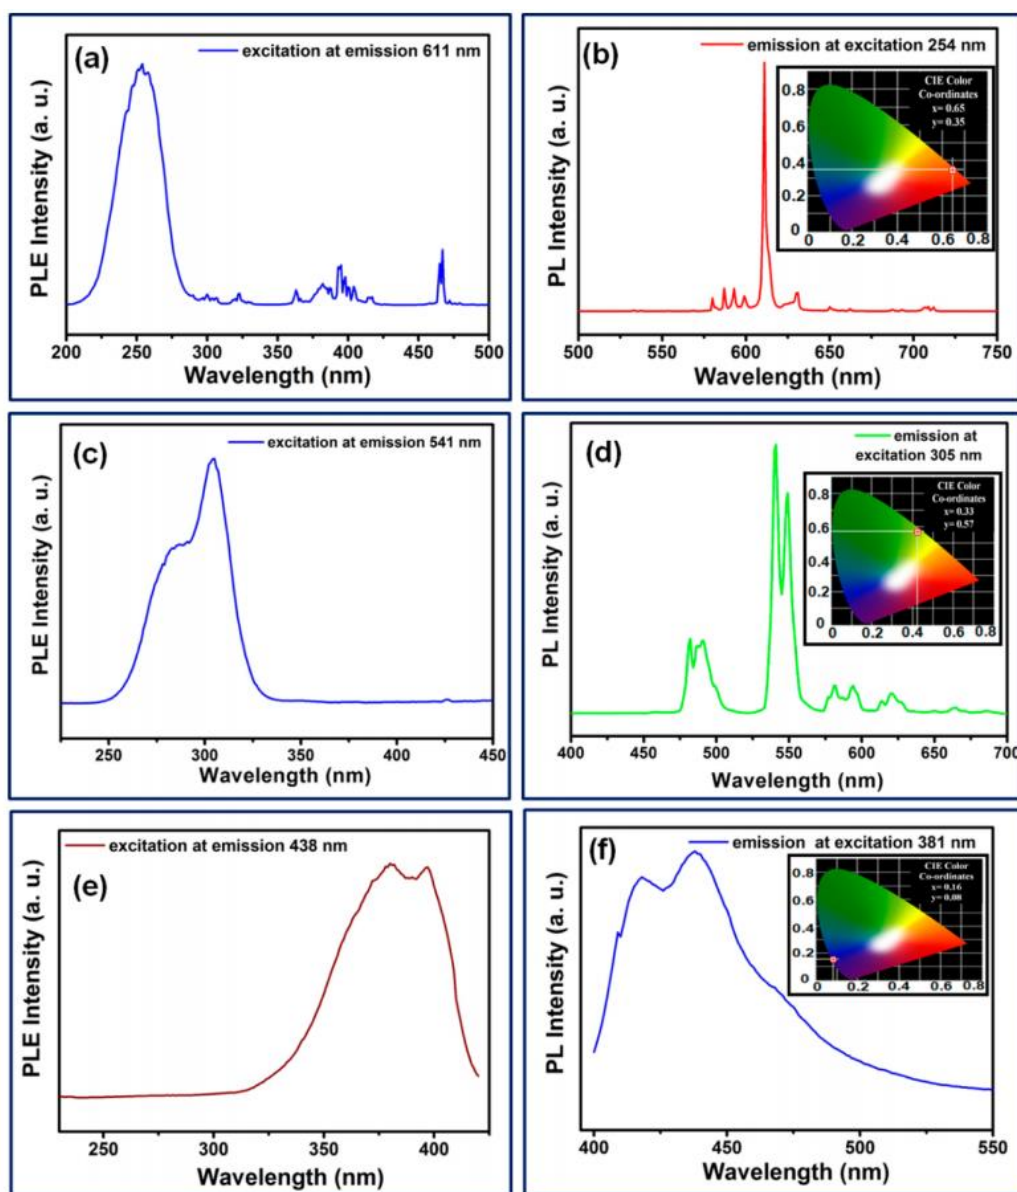 (a)
excitation at emission 611 nm
PLE Intensity (a. u.)
200 250 300 350 400 450 500
Wavelength (nm)
(b)
emission at excitation 254 nm
CIE Color
Co-ordinates
x= 0.65
y= 0.35
0.8
0.6
0.4
0.2
0
0 0.2 0.4 0.6 0.8
PL Intensity (a. u.)
500 550 600 650 700 750
Wavelength (nm)
(c)
excitation at emission 541 nm
PLE Intensity (a. u.)
250 300 350 400 450
Wavelength (nm)
(d)
emission at
excitation 305 nm
CIE Color
Co-ordinates
x= 0.33
y= 0.57
0.8
0.6
0.4
0.2
0
0 0.2 0.4 0.6 0.8
PL Intensity (a. u.)
400 450 500 550 600 650 700
Wavelength (nm)
(e)
excitation at emission 438 nm
PLE Intensity (a. u.)
250 300 350 400
Wavelength (nm)
(f)
emission at excitation 381 nm
CIE Color
Co-ordinates
x= 0.16
y= 0.08
0.8
0.6
0.4
0.2
0
0 0.2 0.4 0.6 0.8
PL Intensity (a. u.)
400 450 500 550
Wavelength (nm)